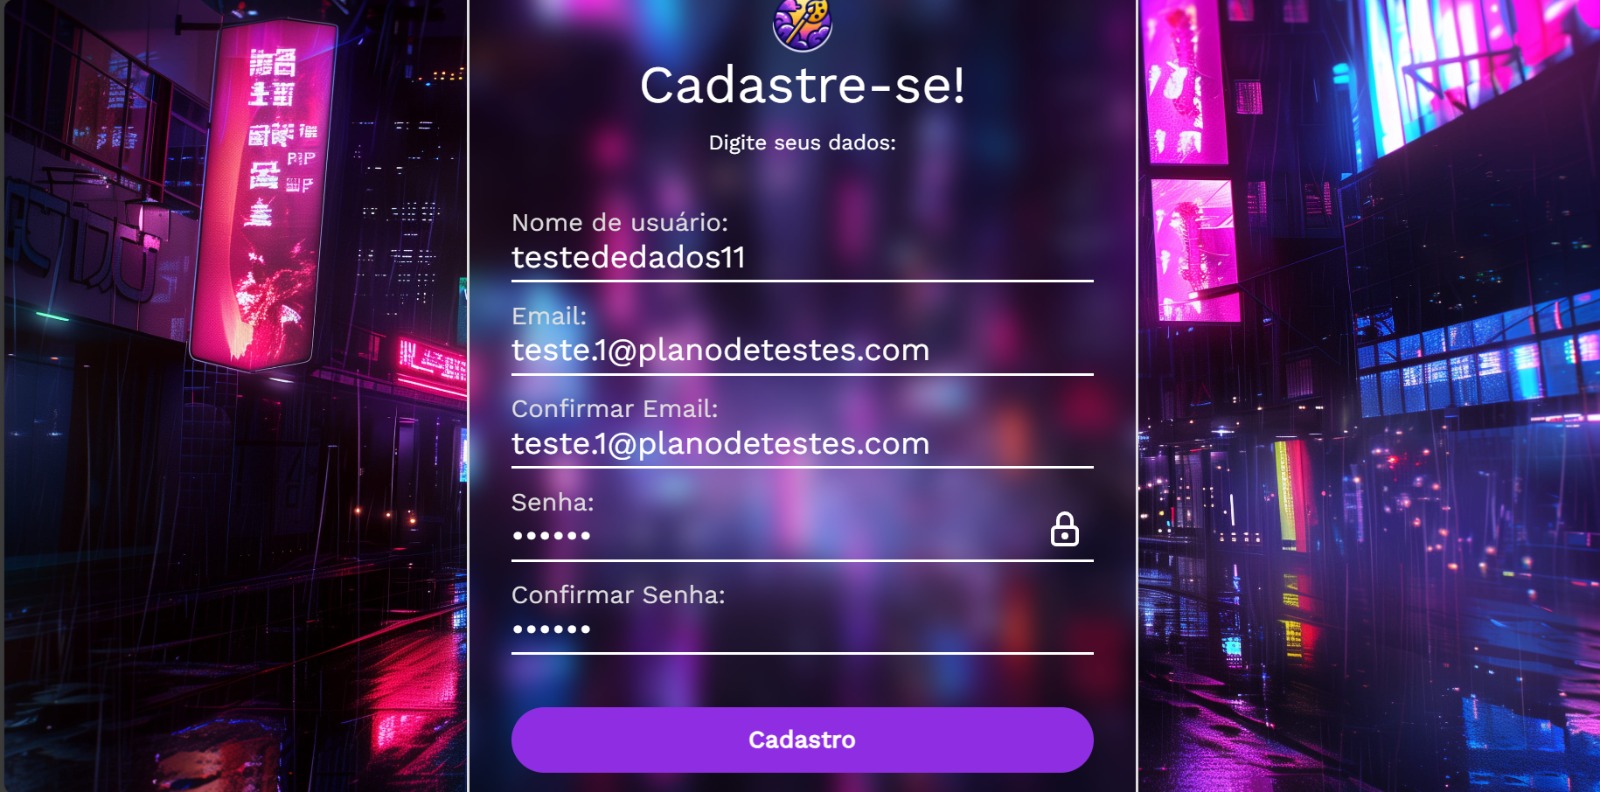 Cadastre-se!
Digite seus dados:
Nome de usuário:
testededados11
Email:
teste.1@planodetestes.com
Confirmar Email:
teste.1@planodetestes.com
Senha:
••••••
Confirmar Senha:
••••••
Cadastro